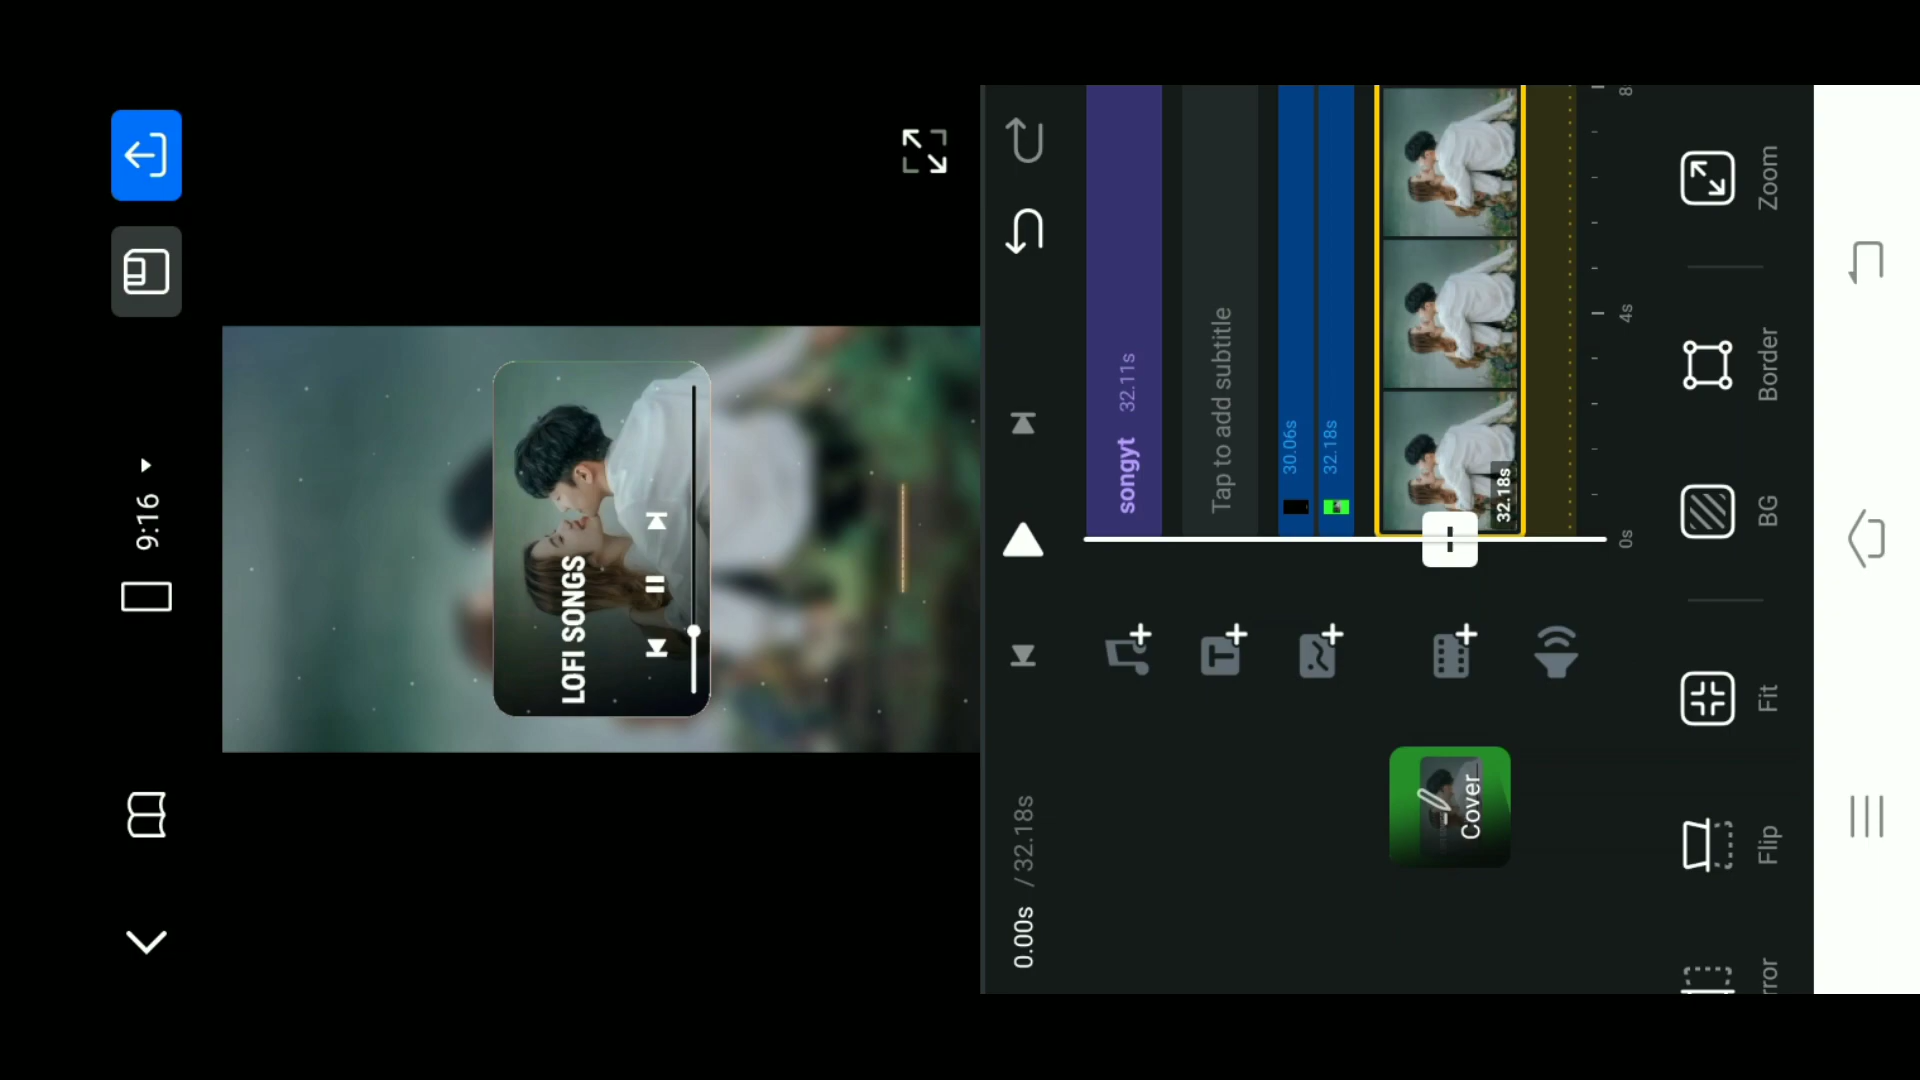 9:16
LOFI SONGS
0.00s / 32.18s
songyt 32.11s
Tap to add subtitle
30.06s
32.18s
Cover
32.18s
0s
4s
8
rror
Flip
Fit
BG
Border
Zoom